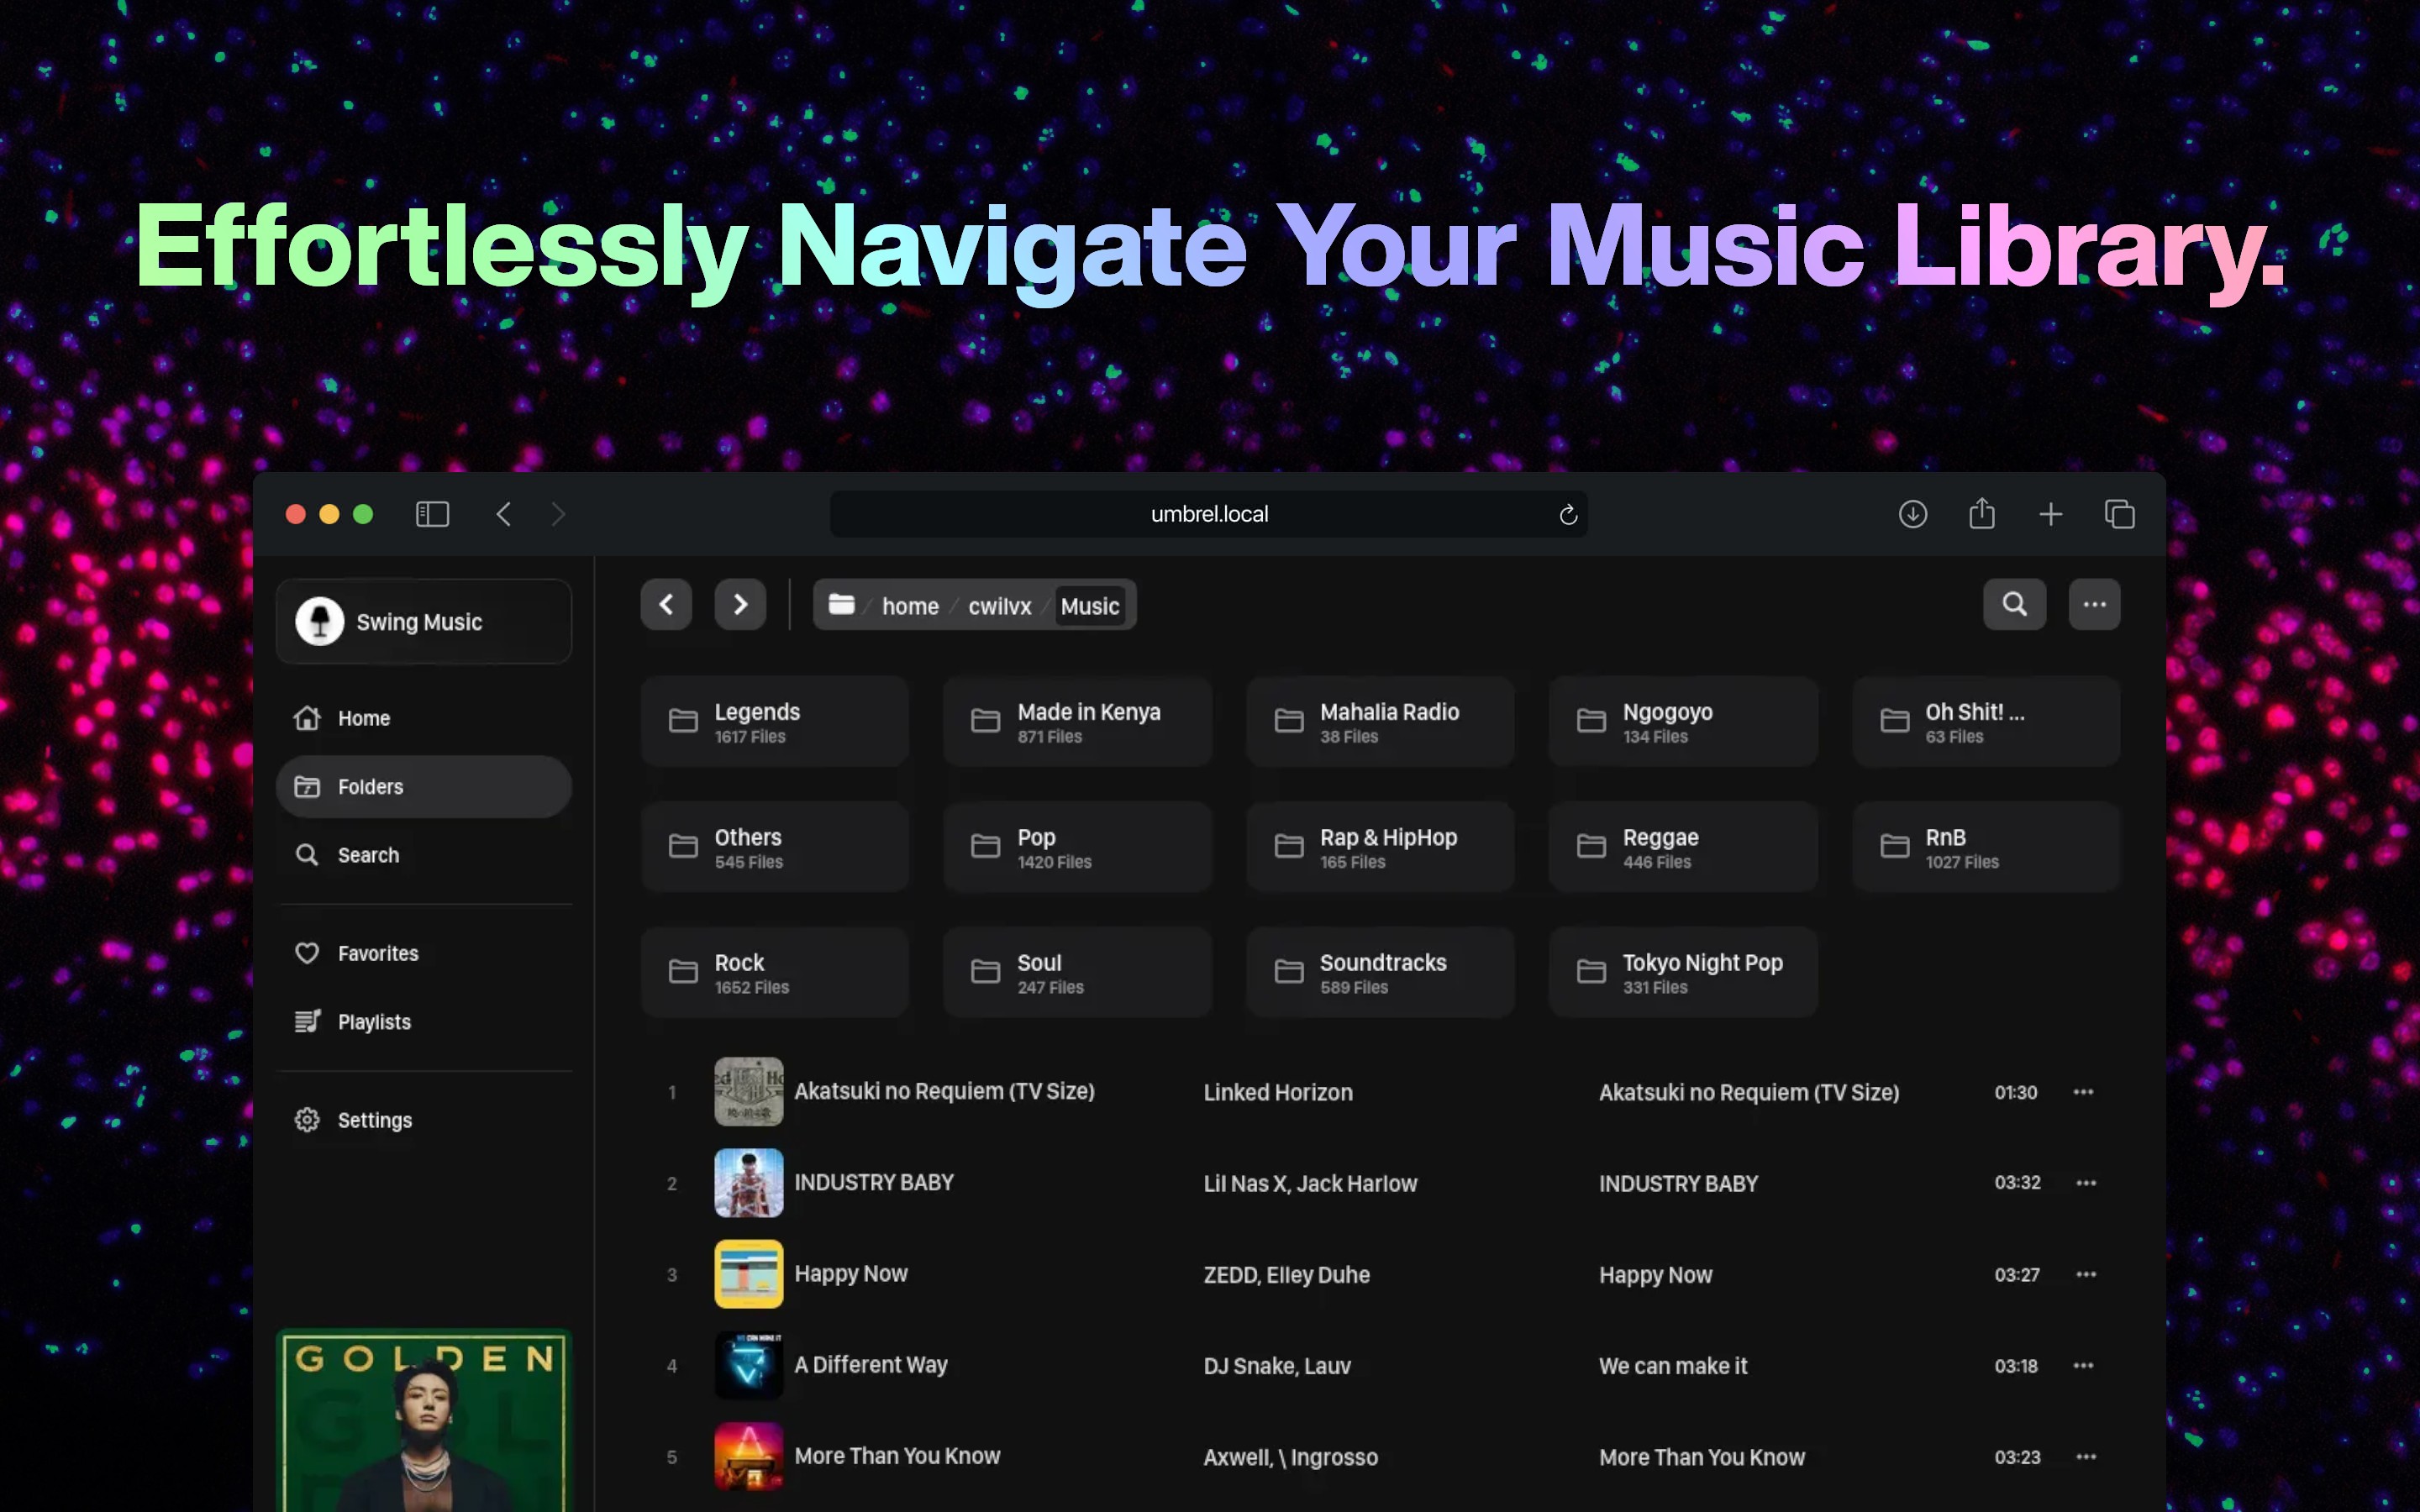 Effortlessly Navigate Your Music Library.
umbrel.local
Swing Music
Home
Folders
Search
Favorites
Playlists
Settings
GOLDEN
/ home / cwilvx / Music
Legends
1617 Files
Made in Kenya
871 Files
Mahalia Radio
38 Files
Ngogoyo
134 Files
Oh Shit! ...
63 Files
Others
545 Files
Pop
1420 Files
Rap & HipHop
165 Files
Reggae
446 Files
RnB
1027 Files
Rock
1652 Files
Soul
247 Files
Soundtracks
589 Files
Tokyo Night Pop
331 Files
1 Akatsuki no Requiem (TV Size) Linked Horizon Akatsuki no Requiem (TV Size) 01:30
2 INDUSTRY BABY Lil Nas X, Jack Harlow INDUSTRY BABY 03:32
3 Happy Now ZEDD, Elley Duhe Happy Now 03:27
4 A Different Way DJ Snake, Lauv We can make it 03:18
5 More Than You Know Axwell, \ Ingrosso More Than You Know 03:23